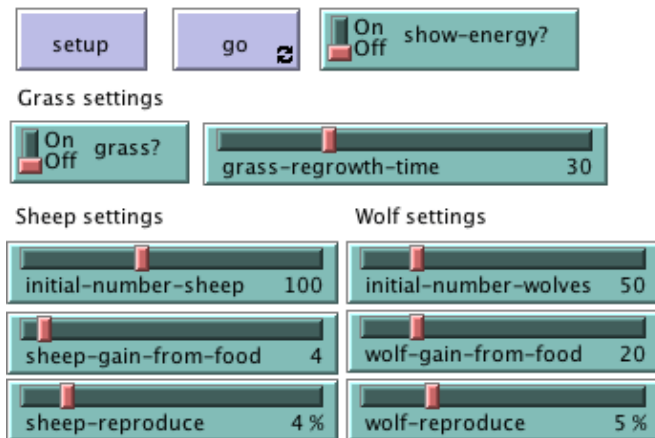 setup
go
On
Off
show-energy?
Grass settings
On
Off
grass?
grass-regrowth-time 30
Sheep settings
Wolf settings
initial-number-sheep 100
initial-number-wolves 50
sheep-gain-from-food 4
wolf-gain-from-food 20
sheep-reproduce 4 %
wolf-reproduce 5 %